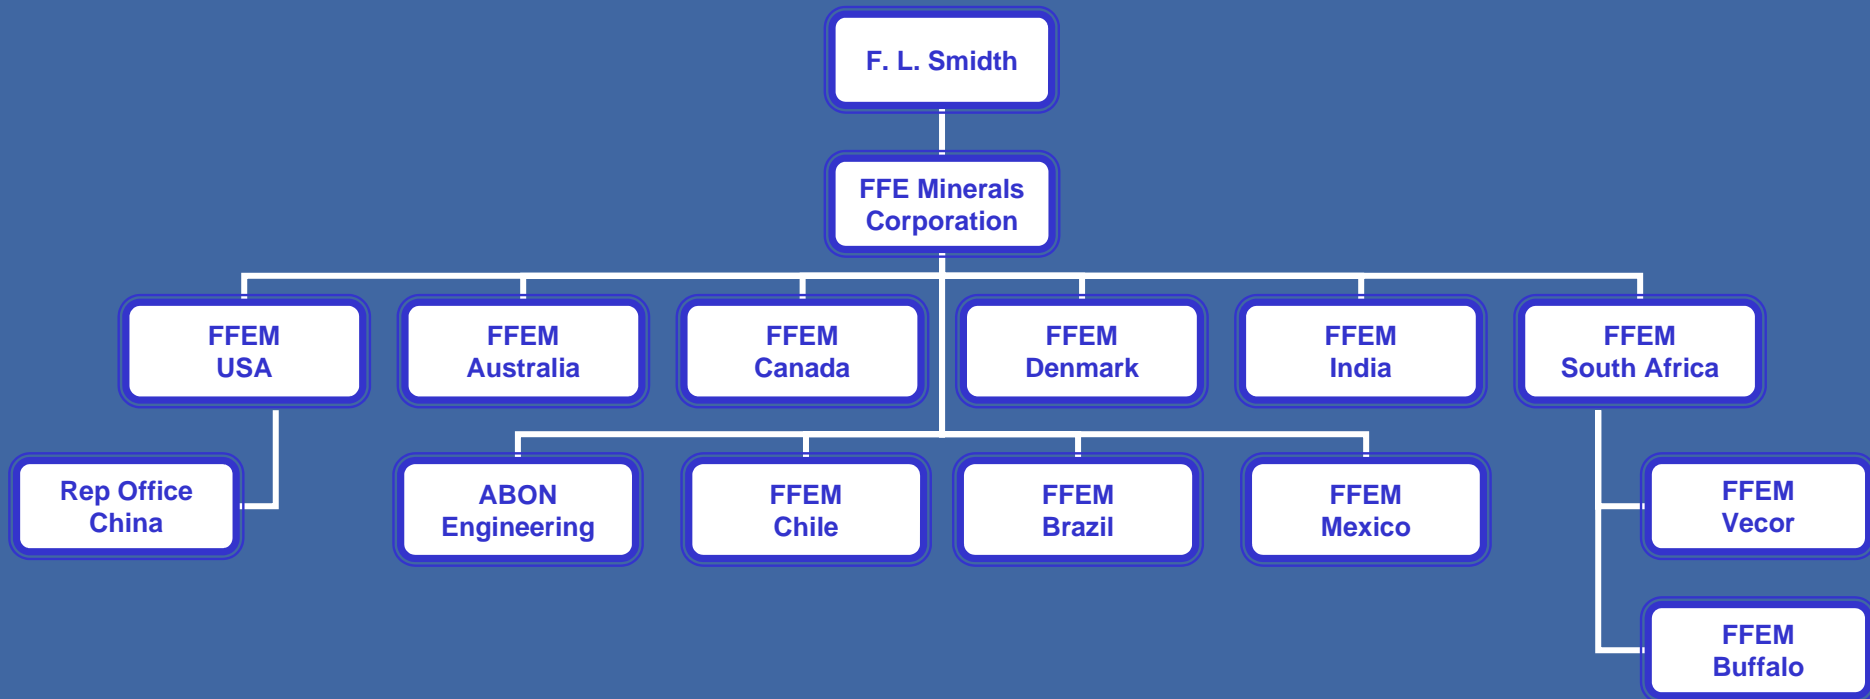 F. L. Smidth
FFE Minerals
Corporation
FFEM
USA
FFEM
Australia
FFEM
Canada
FFEM
Denmark
FFEM
India
FFEM
South Africa
Rep Office
China
ABON
Engineering
FFEM
Chile
FFEM
Brazil
FFEM
Mexico
FFEM
Vecor
FFEM
Buffalo